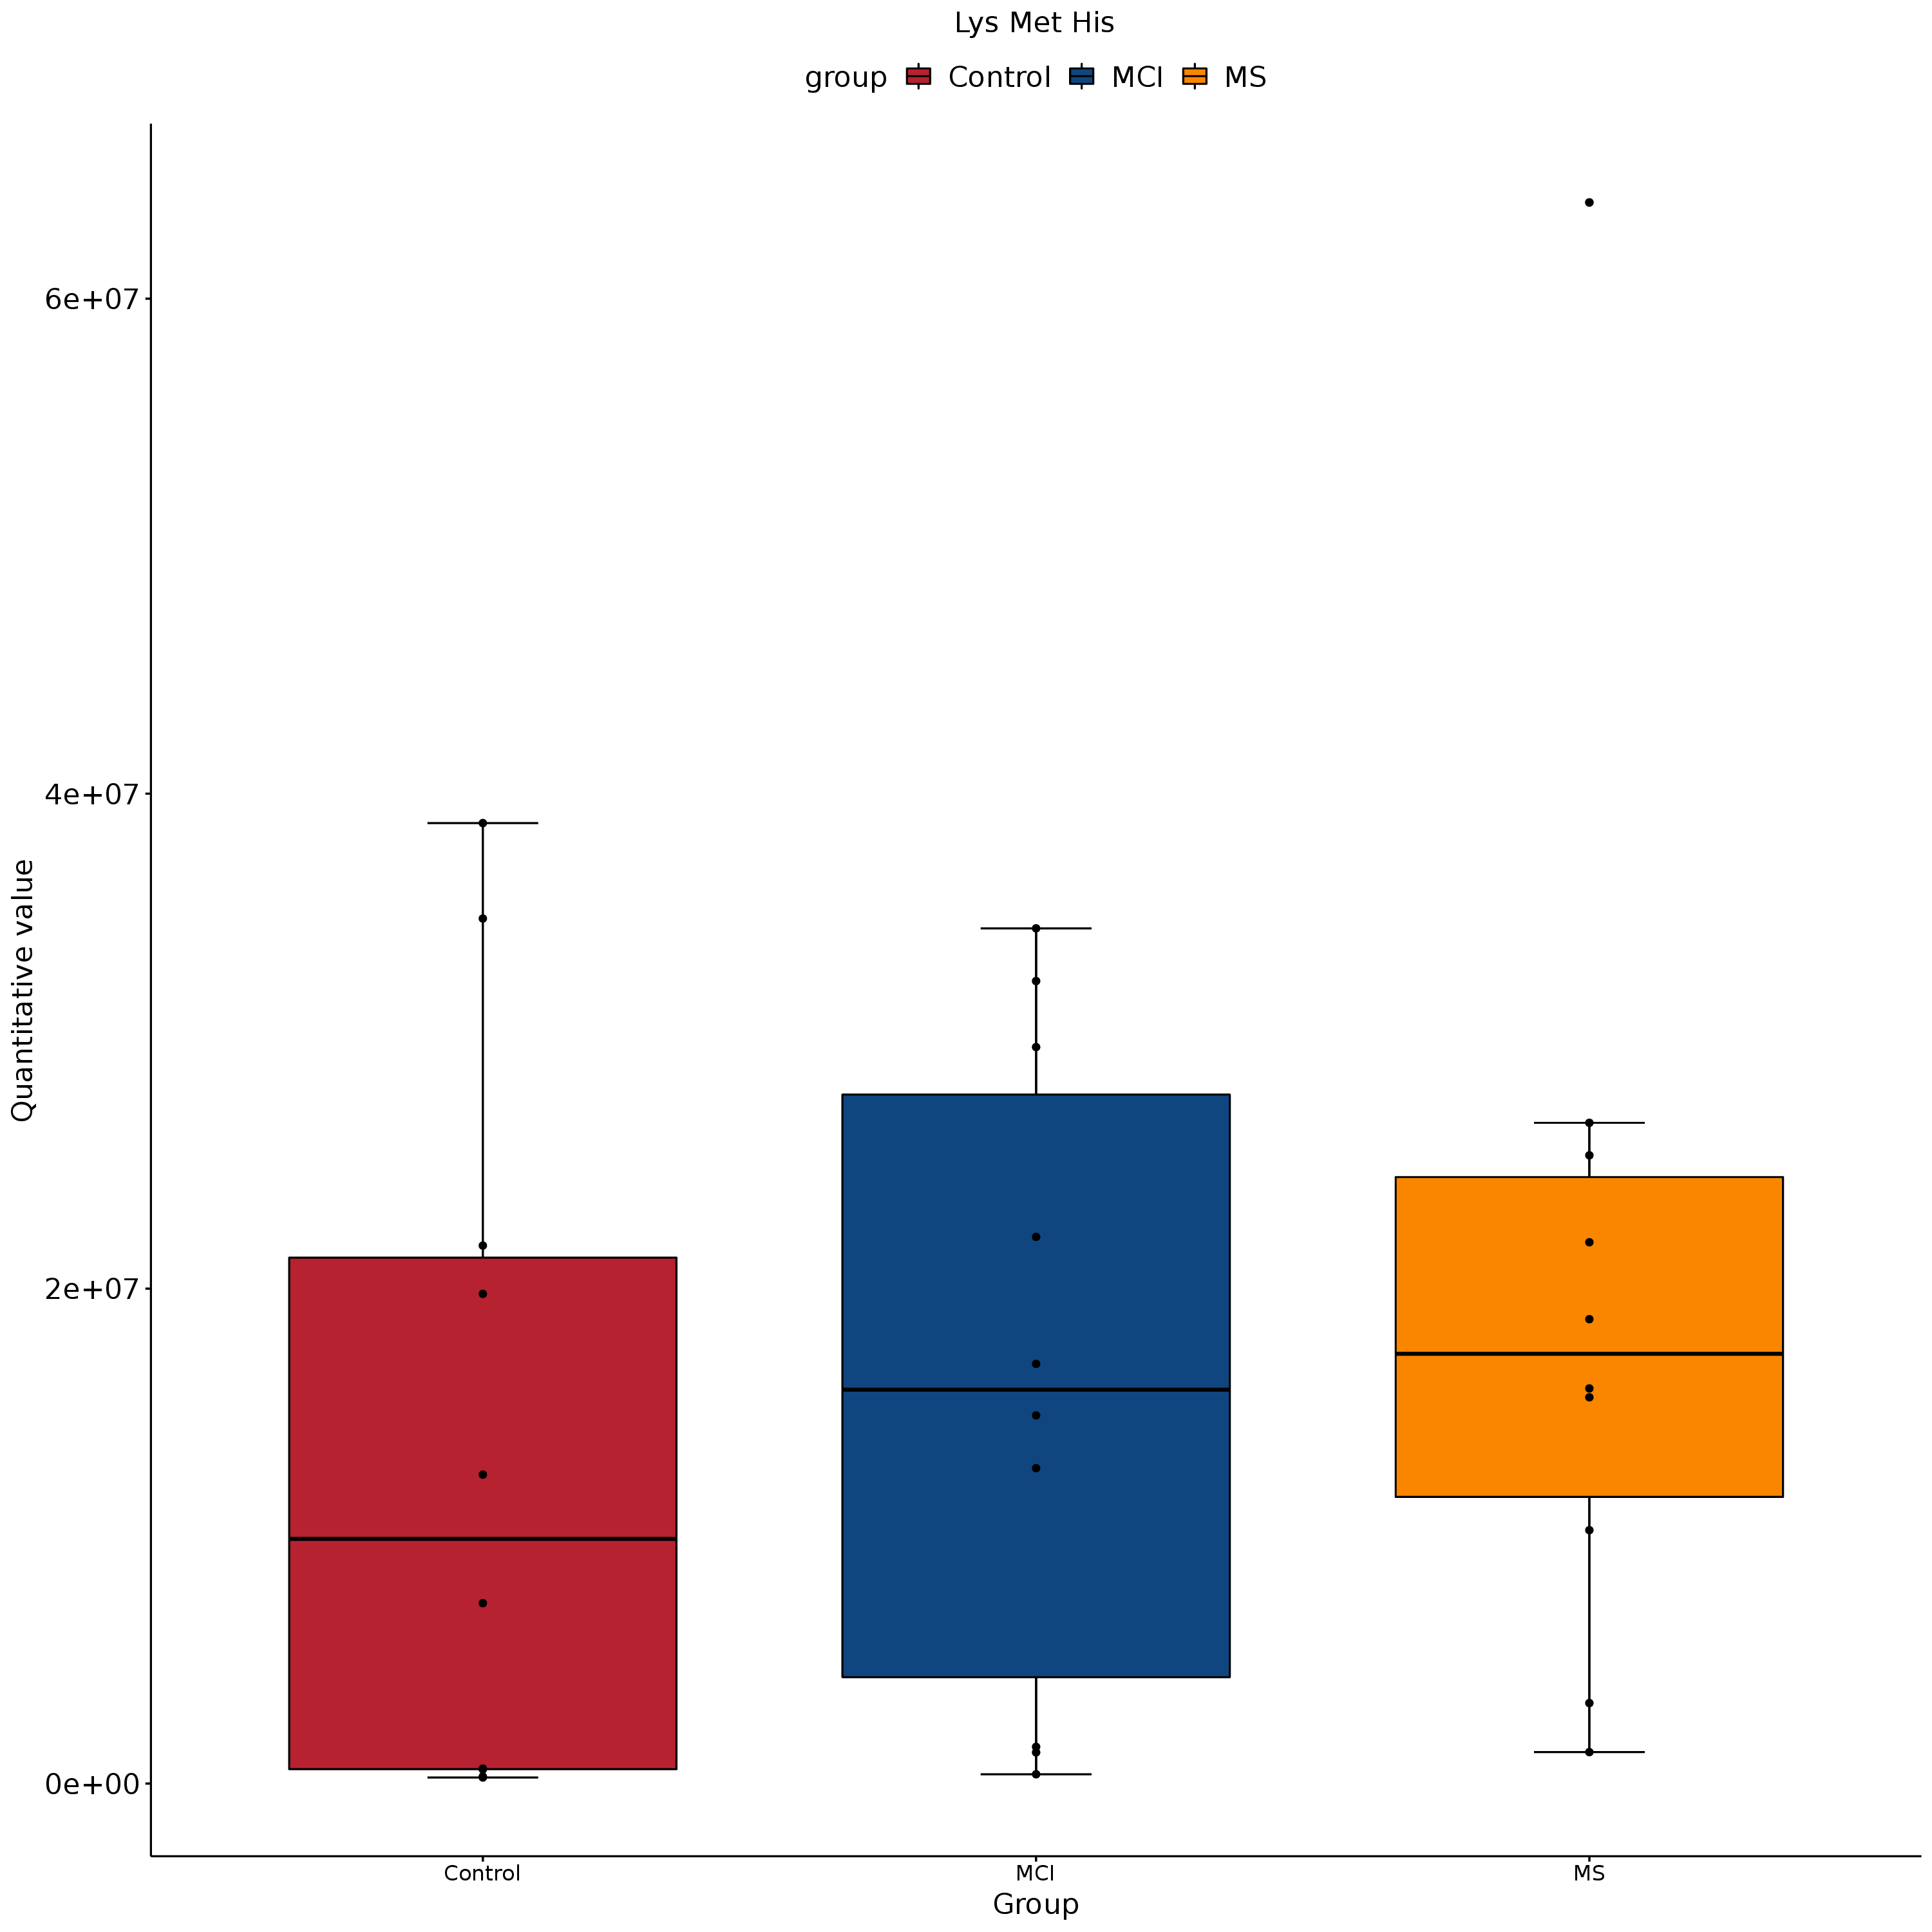 Lys Met His
group Control MCI MS
6e+07
4e+07
2e+07
0e+00
Quantitative value
Control MCI MS
Group